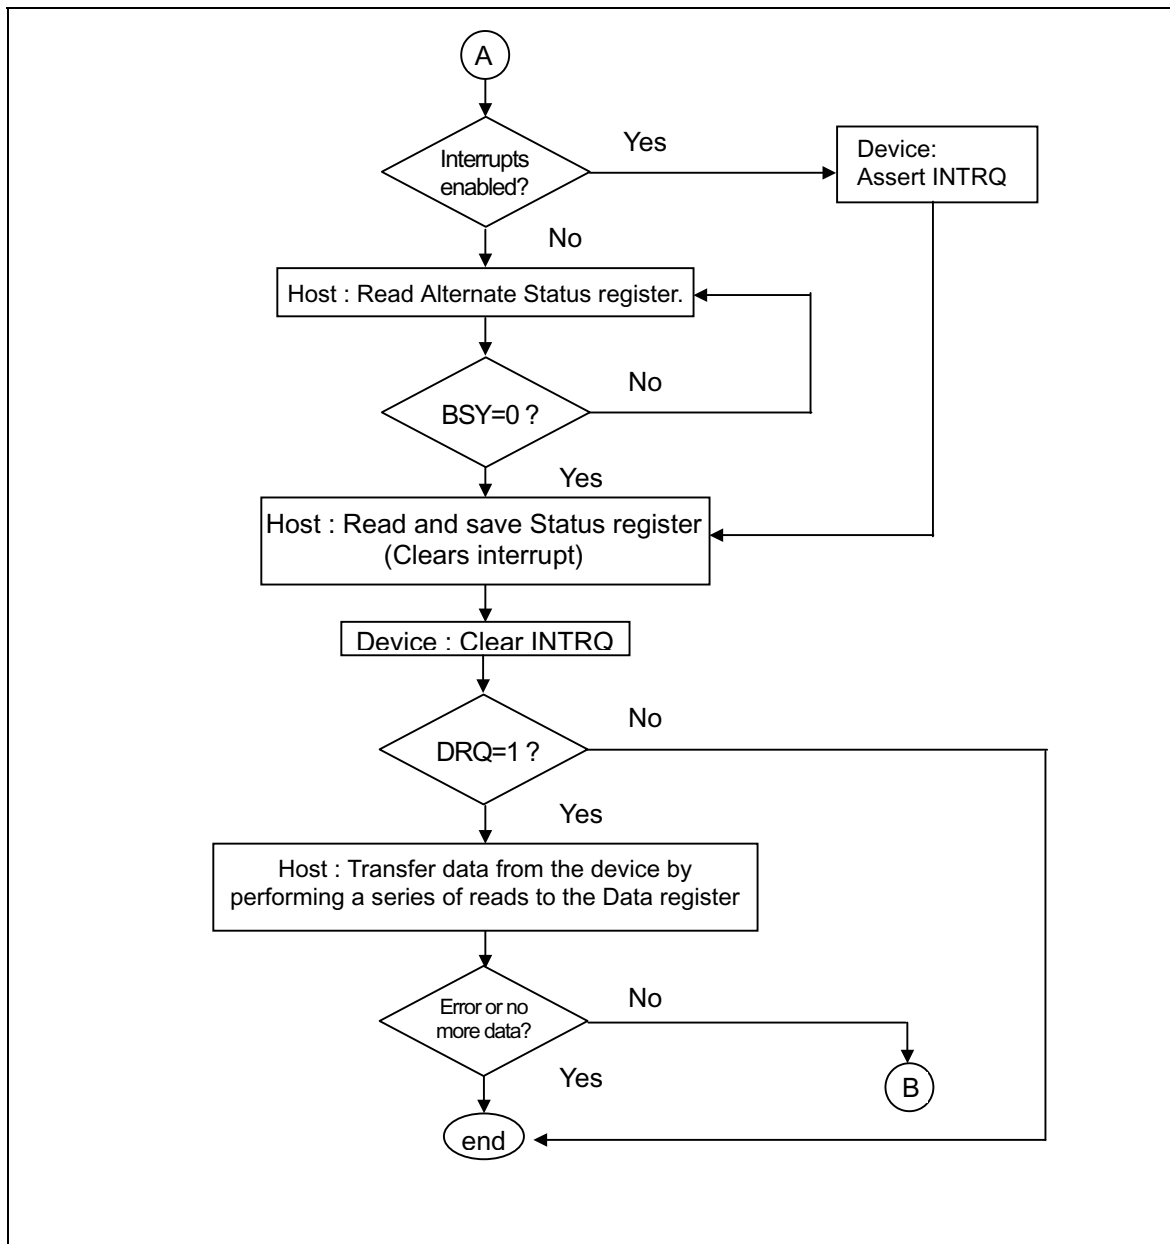 A
Interrupts
enabled?
Yes
Device:
Assert INTRQ
No
Host : Read Alternate Status register.
BSY=0 ?
No
Yes
Host : Read and save Status register
(Clears interrupt)
Device : Clear INTRQ
DRQ=1 ?
No
Yes
Host : Transfer data from the device by
performing a series of reads to the Data register
Error or no
more data?
No
Yes
B
end